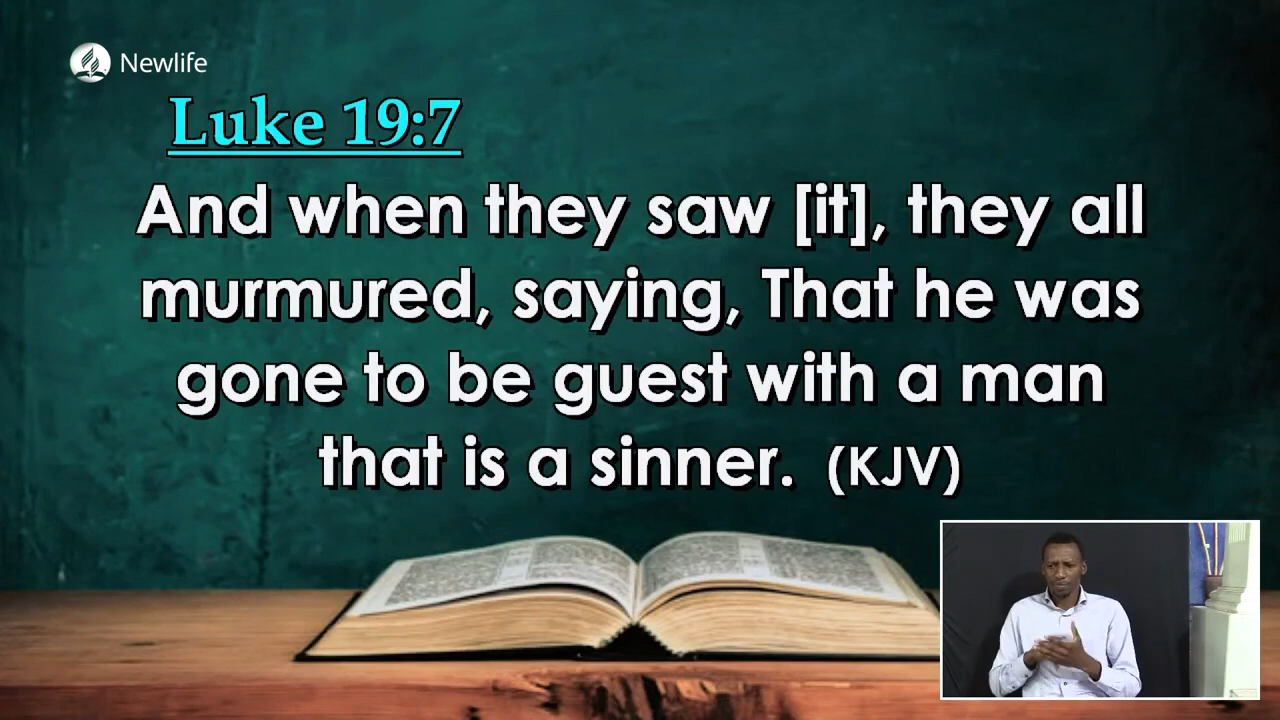 Newlife
Luke 19:7
And when they saw [it], they all
murmured, saying, That he was
gone to be guest with a man
that is a sinner. (KJV)